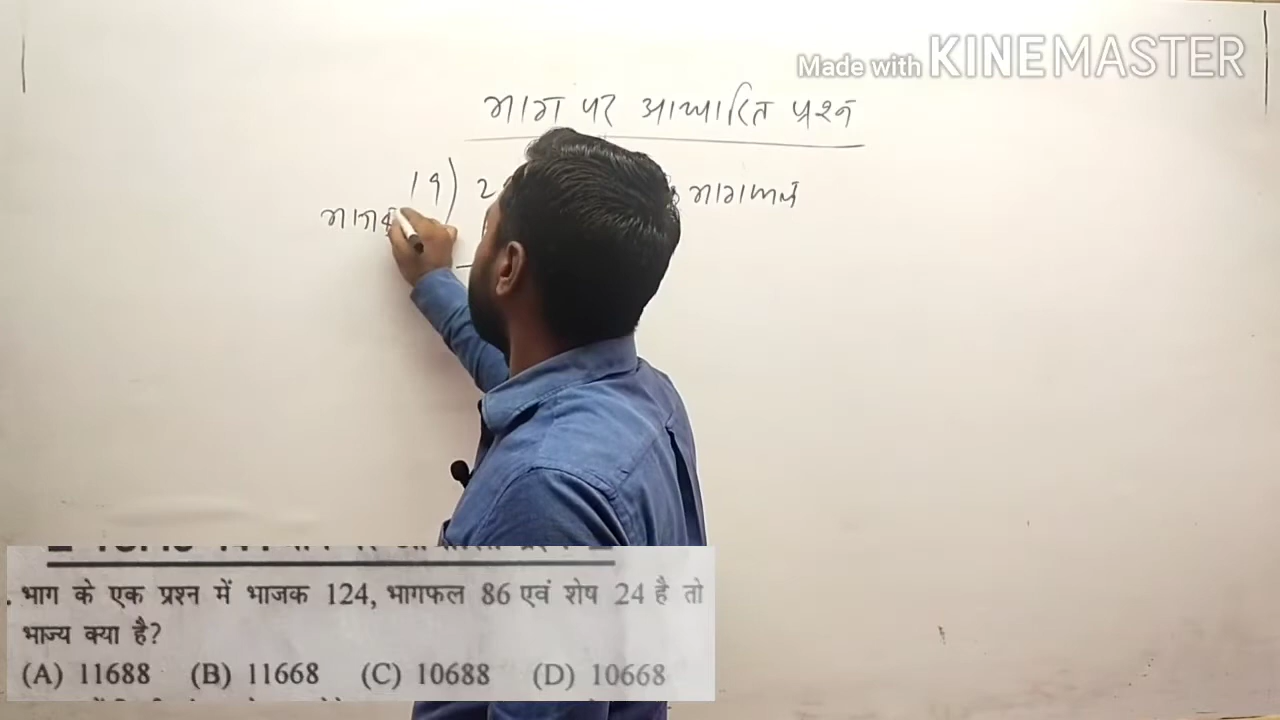 Made with KINEMASTER
भाग पर आधारित प्रश्न
19) 2 भागफल
भाजक
भाग के एक प्रश्न में भाजक 124, भागफल 86 एवं शेष 24 है तो
भाज्य क्या है?
(A) 11688 (B) 11668 (C) 10688 (D) 10668